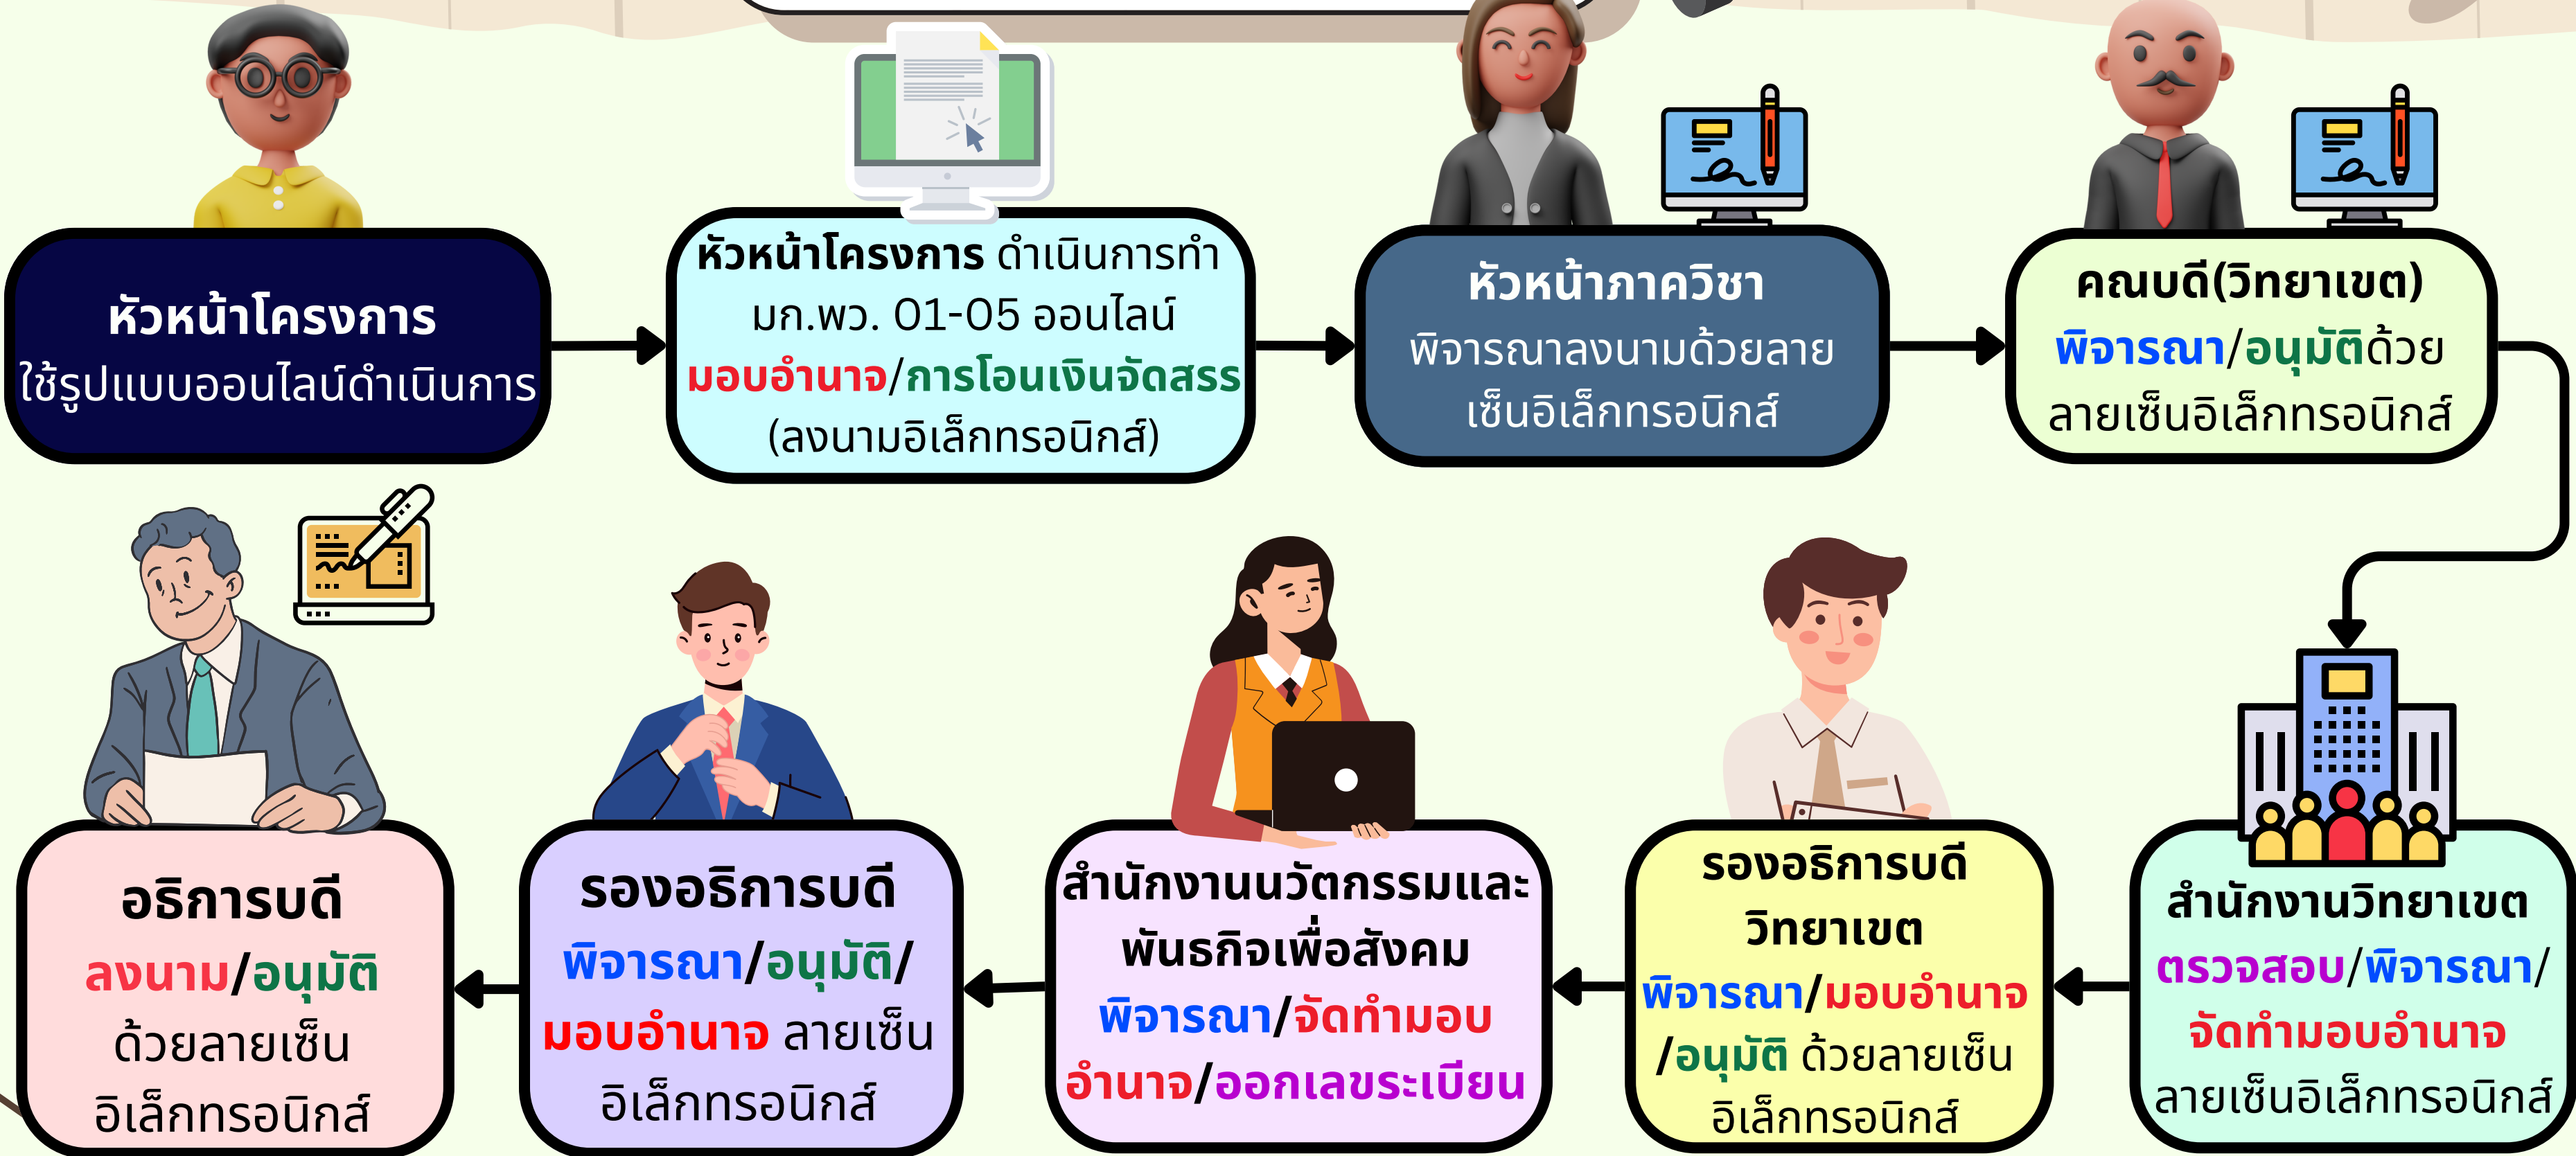 หัวหน้าโครงการ
ใช้รูปแบบออนไลน์ดำเนินการ
หัวหน้าโครงการ ดำเนินการทำ
มก.พว. 01-05 ออนไลน์
มอบอำนาจ/การโอนเงินจัดสรร
(ลงนามอิเล็กทรอนิกส์)
หัวหน้าภาควิชา
พิจารณาลงนามด้วยลาย
เซ็นอิเล็กทรอนิกส์
คณบดี(วิทยาเขต)
พิจารณา/อนุมัติด้วย
ลายเซ็นอิเล็กทรอนิกส์
สำนักงานวิทยาเขต
ตรวจสอบ/พิจารณา/
จัดทำมอบอำนาจ
ลายเซ็นอิเล็กทรอนิกส์
รองอธิการบดี
วิทยาเขต
พิจารณา/มอบอำนาจ
/อนุมัติ ด้วยลายเซ็น
อิเล็กทรอนิกส์
สำนักงานนวัตกรรมและ
พันธกิจเพื่อสังคม
พิจารณา/จัดทำมอบ
อำนาจ/ออกเลขระเบียน
รองอธิการบดี
พิจารณา/อนุมัติ/
มอบอำนาจ ลายเซ็น
อิเล็กทรอนิกส์
อธิการบดี
ลงนาม/อนุมัติ
ด้วยลายเซ็น
อิเล็กทรอนิกส์